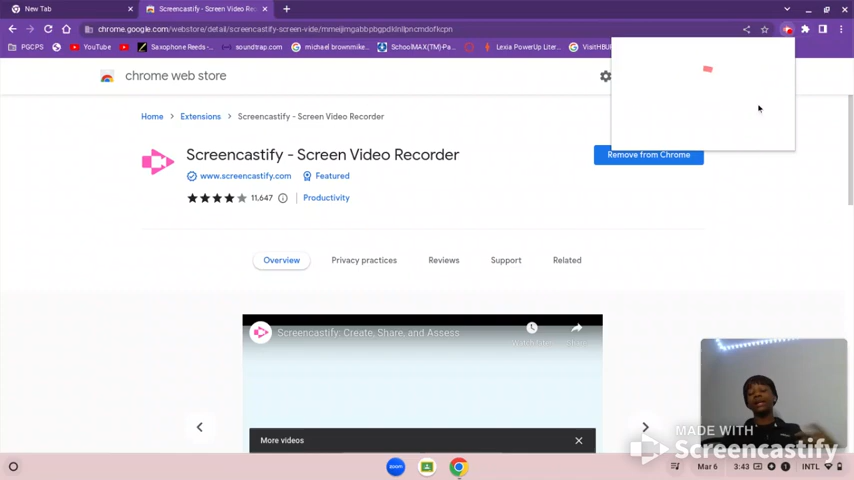 New Tab
Screencastify - Screen Video Re
chrome.google.com/webstore/detail/screencastify-screen-vide/mmeijimgabbpbgpdklnllpncmdofkcpn
PGCPS
YouTube
Saxophone Reeds -...
soundtrap.com
michael brownmike...
SchoolMAX(TM)-Pa...
Lexia PowerUp Liter...
VisitHBU
chrome web store
Home
Extensions
Screencastify - Screen Video Recorder
Screencastify - Screen Video Recorder
Remove from Chrome
www.screencastify.com
Featured
11,647
Productivity
Overview
Privacy practices
Reviews
Support
Related
Screencastify: Create, Share, and Assess
Watch later
More videos
MADE WITH
Screencastify
zoom
Mar 6
3:43
1
INTL